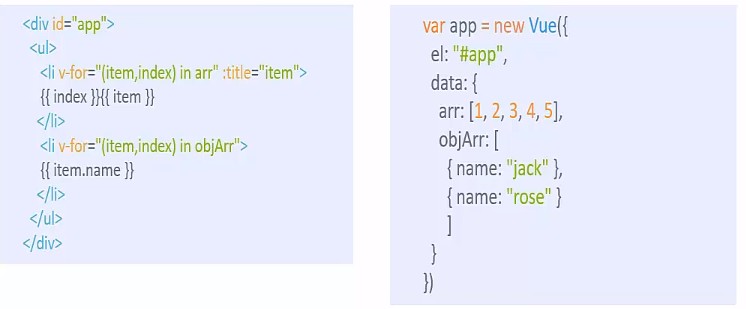 <div id="app">
<ul>
<li v-for="(item,index) in arr" :title="item">
{{ index }}{{ item }}
</li>
<li v-for="(item,index) in objArr">
{{ item.name }}
</li>
</ul>
</div>
var app = new Vue({
el: "#app",
data: {
arr: [1, 2, 3, 4, 5],
objArr: [
{ name: "jack" },
{ name: "rose" }
]
}
})